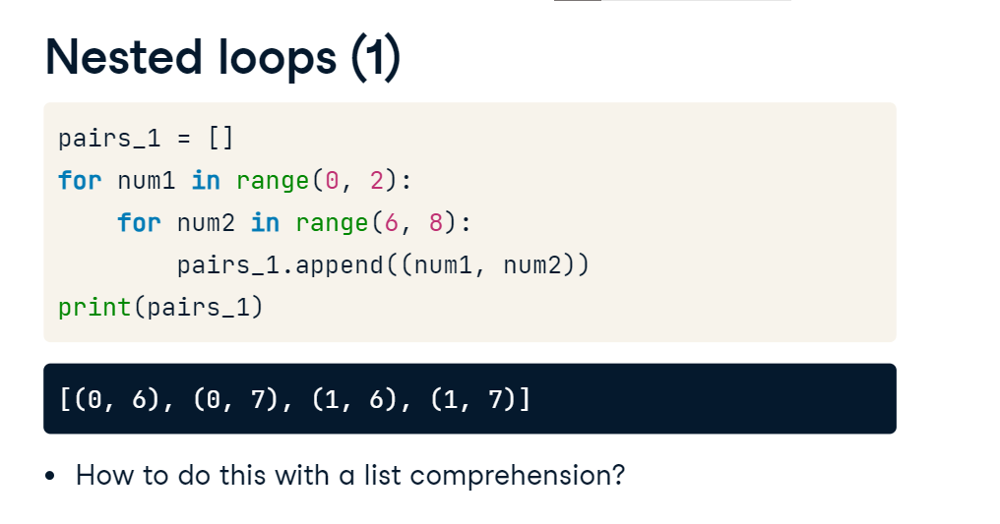 Nested loops (1)
pairs_1 = []
for num1 in range(0, 2):
    for num2 in range(6, 8):
        pairs_1.append((num1, num2))
print(pairs_1)
[(0, 6), (0, 7), (1, 6), (1, 7)]
• How to do this with a list comprehension?